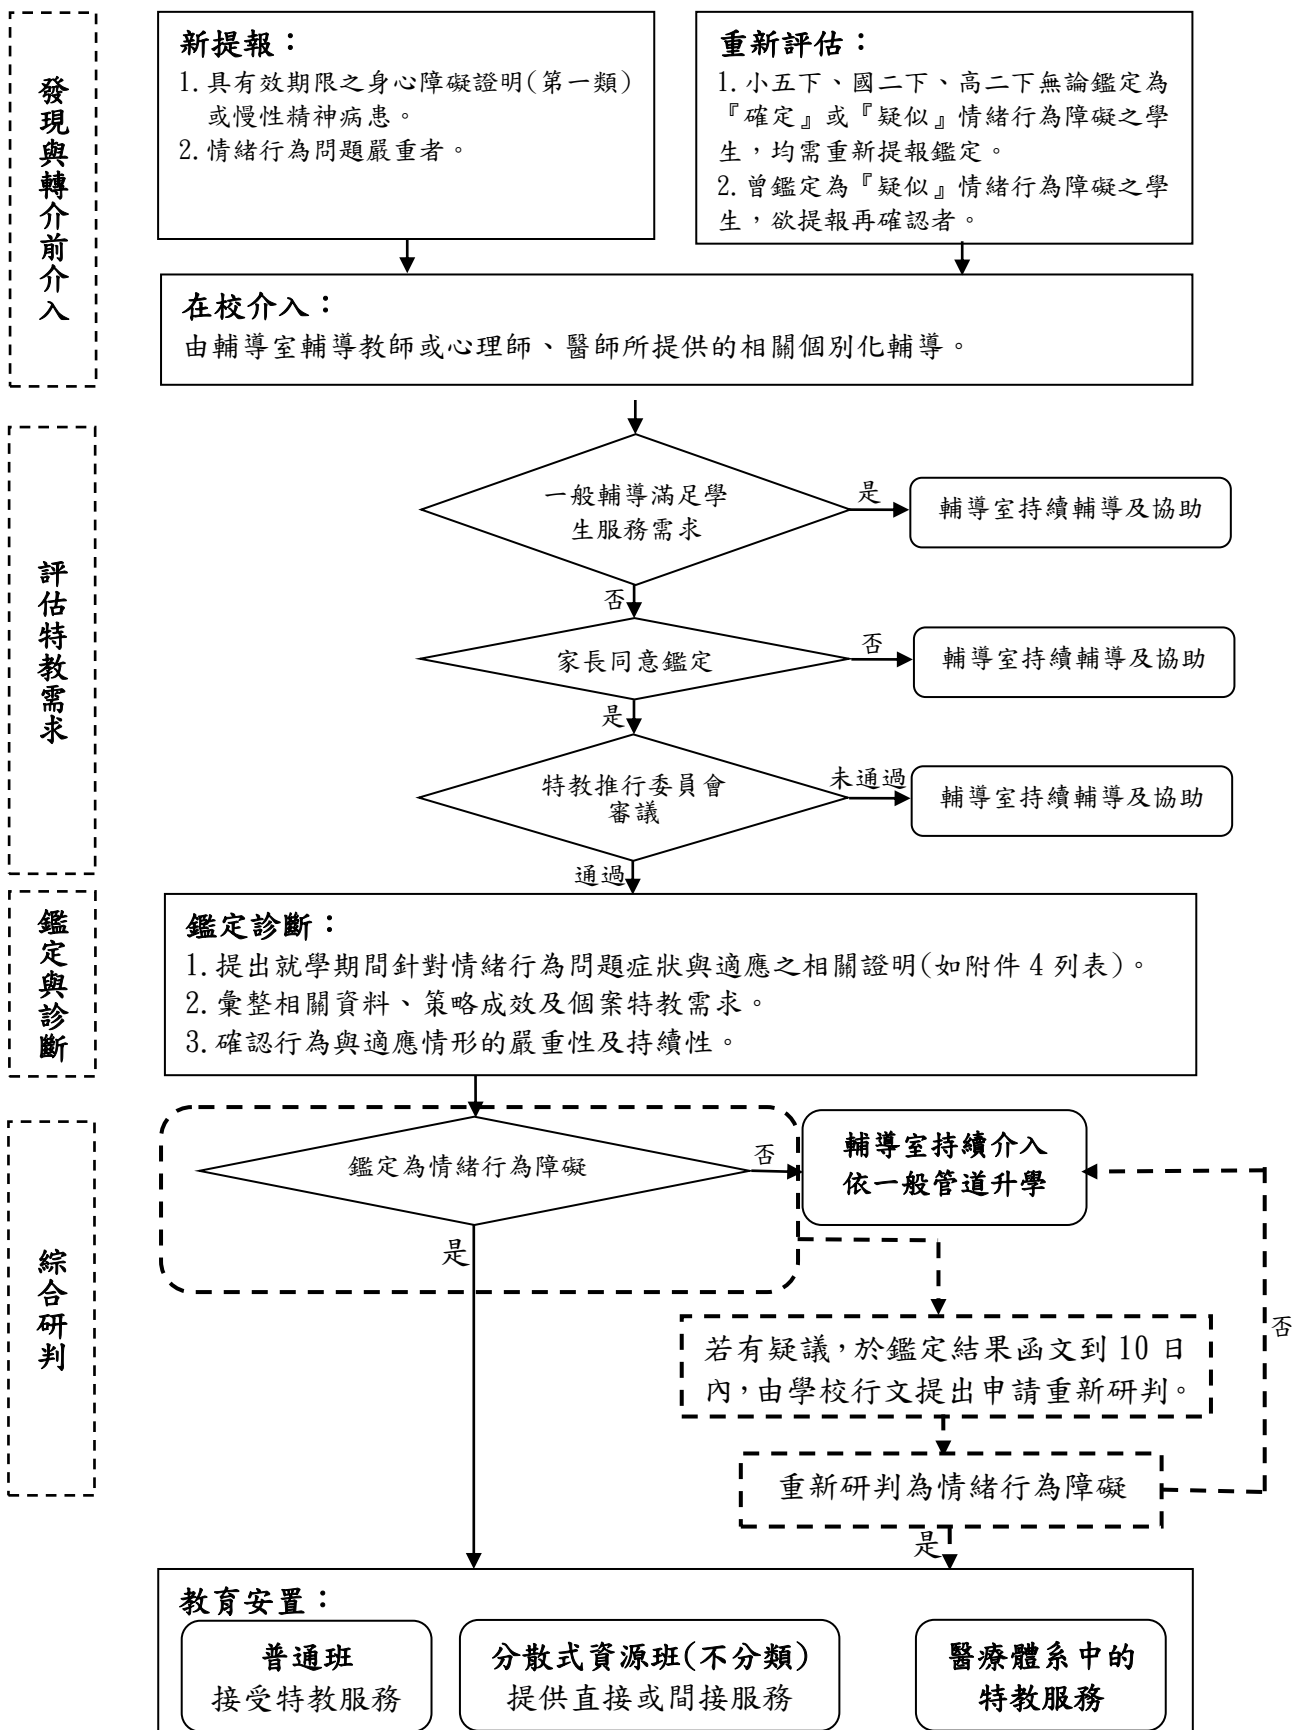 發現與轉介前介入
新提報：
1.具有效期限之身心障礙證明(第一類)
或慢性精神病患。
2.情緒行為問題嚴重者。
重新評估：
1.小五下、國二下、高二下無論鑑定為
『確定』或『疑似』情緒行為障礙之學
生，均需重新提報鑑定。
2.曾鑑定為『疑似』情緒行為障礙之學
生，欲提報再確認者。
在校介入：
由輔導室輔導教師或心理師、醫師所提供的相關個別化輔導。
評估特教需求
一般輔導滿足學
生服務需求
是
輔導室持續輔導及協助
否
家長同意鑑定
否
輔導室持續輔導及協助
是
特教推行委員會
審議
未通過
輔導室持續輔導及協助
通過
鑑定與診斷
鑑定診斷：
1.提出就學期間針對情緒行為問題症狀與適應之相關證明(如附件 4 列表)。
2.彙整相關資料、策略成效及個案特教需求。
3.確認行為與適應情形的嚴重性及持續性。
綜合研判
鑑定為情緒行為障礙
否
輔導室持續介入
依一般管道升學
是
若有疑議，於鑑定結果函文到 10 日
內，由學校行文提出申請重新研判。
否
重新研判為情緒行為障礙
是
教育安置：
普通班
接受特教服務
分散式資源班(不分類)
提供直接或間接服務
醫療體系中的
特教服務